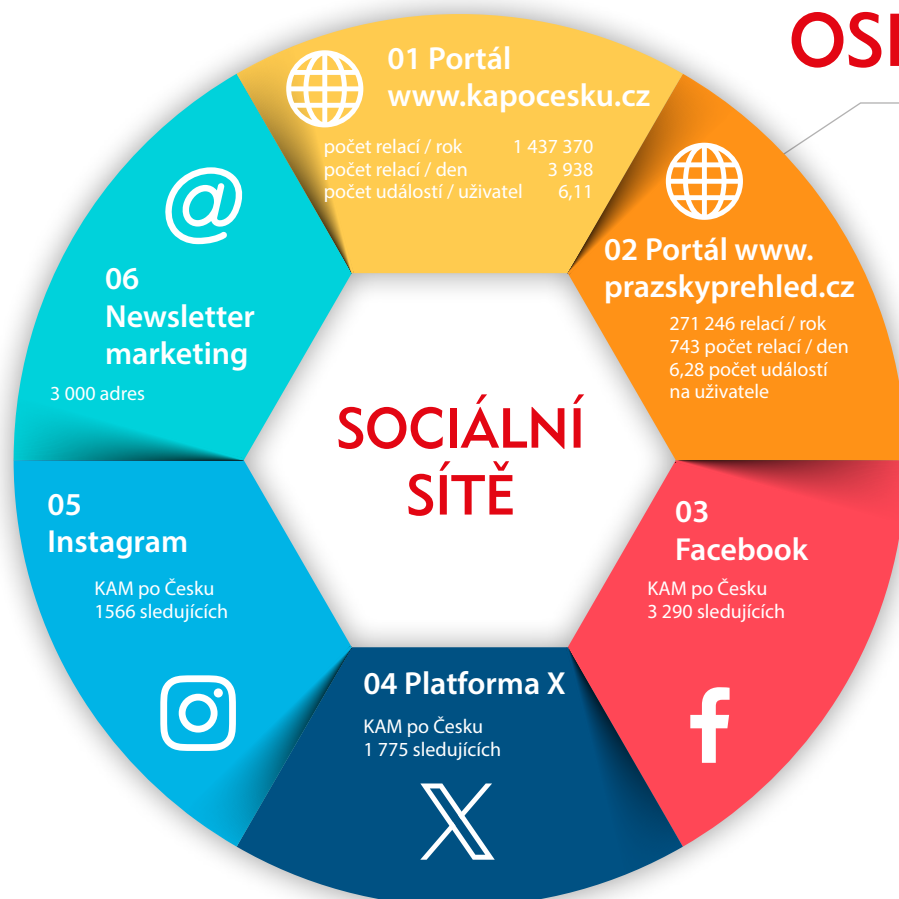 01 Portál
www.kapocesku.cz
počet relací / rok 1 437 370
počet relací / den 3 938
počet událostí / uživatel 6,11
02 Portál www.
prazskyprehled.cz
271 246 relací / rok
743 počet relací / den
6,28 počet událostí
na uživatele
03
Facebook
KAM po Česku
3 290 sledujících
04 Platforma X
KAM po Česku
1 775 sledujících
05
Instagram
KAM po Česku
1566 sledujících
@
06
Newsletter
marketing
3 000 adres
SOCIÁLNÍ
SÍTĚ